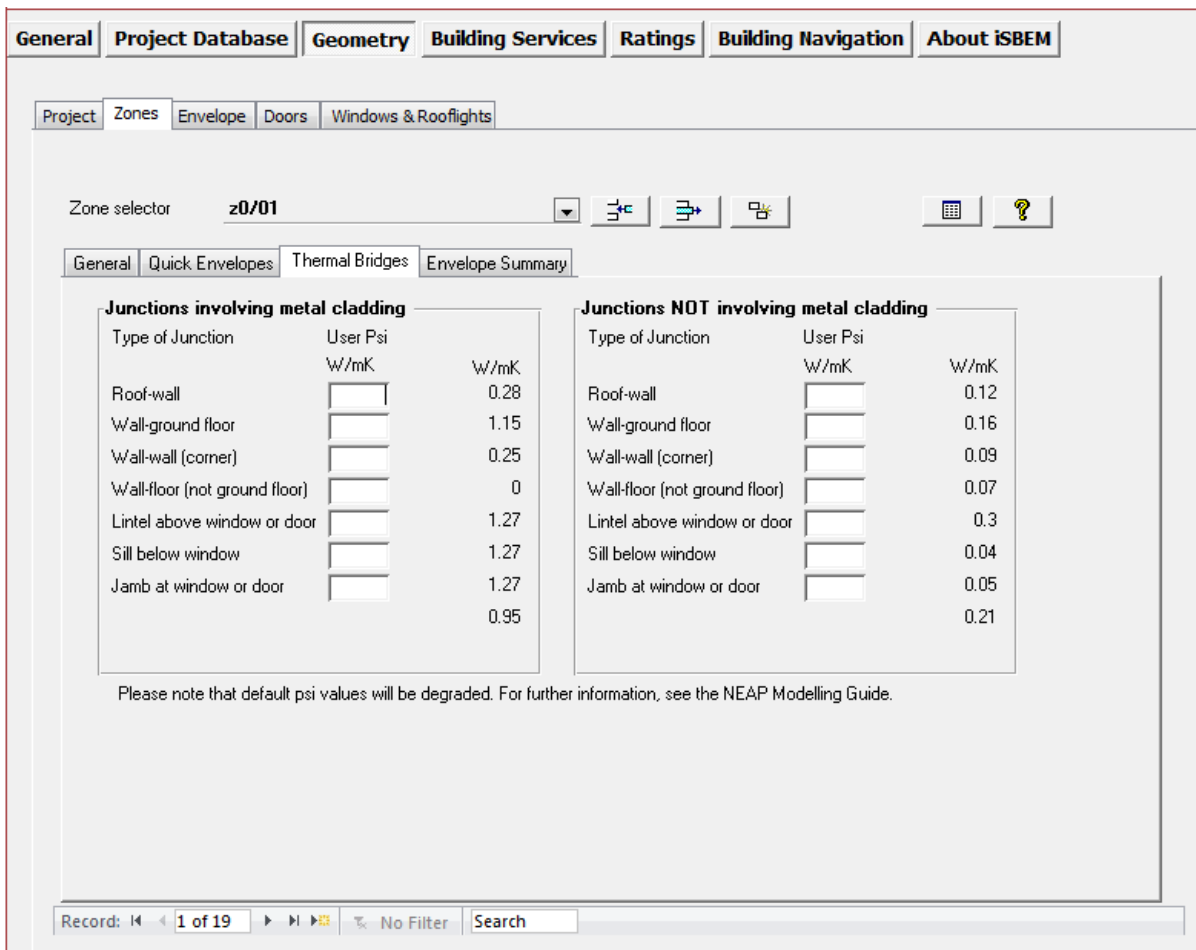 General Project Database Geometry Building Services Ratings Building Navigation About iSBEM
Project Zones Envelope Doors Windows & Rooflights
Zone selector z0/01
General Quick Envelopes Thermal Bridges Envelope Summary
Junctions involving metal cladding
Type of Junction User Psi
W/mK W/mK
Roof-wall 0.28
Wall-ground floor 1.15
Wall-wall (corner) 0.25
Wall-floor (not ground floor) 0
Lintel above window or door 1.27
Sill below window 1.27
Jamb at window or door 1.27
0.95
Junctions NOT involving metal cladding
Type of Junction User Psi
W/mK W/mK
Roof-wall 0.12
Wall-ground floor 0.16
Wall-wall (corner) 0.09
Wall-floor (not ground floor) 0.07
Lintel above window or door 0.3
Sill below window 0.04
Jamb at window or door 0.05
0.21
Please note that default psi values will be degraded. For further information, see the NEAP Modelling Guide.
Record: 1 of 19 No Filter Search